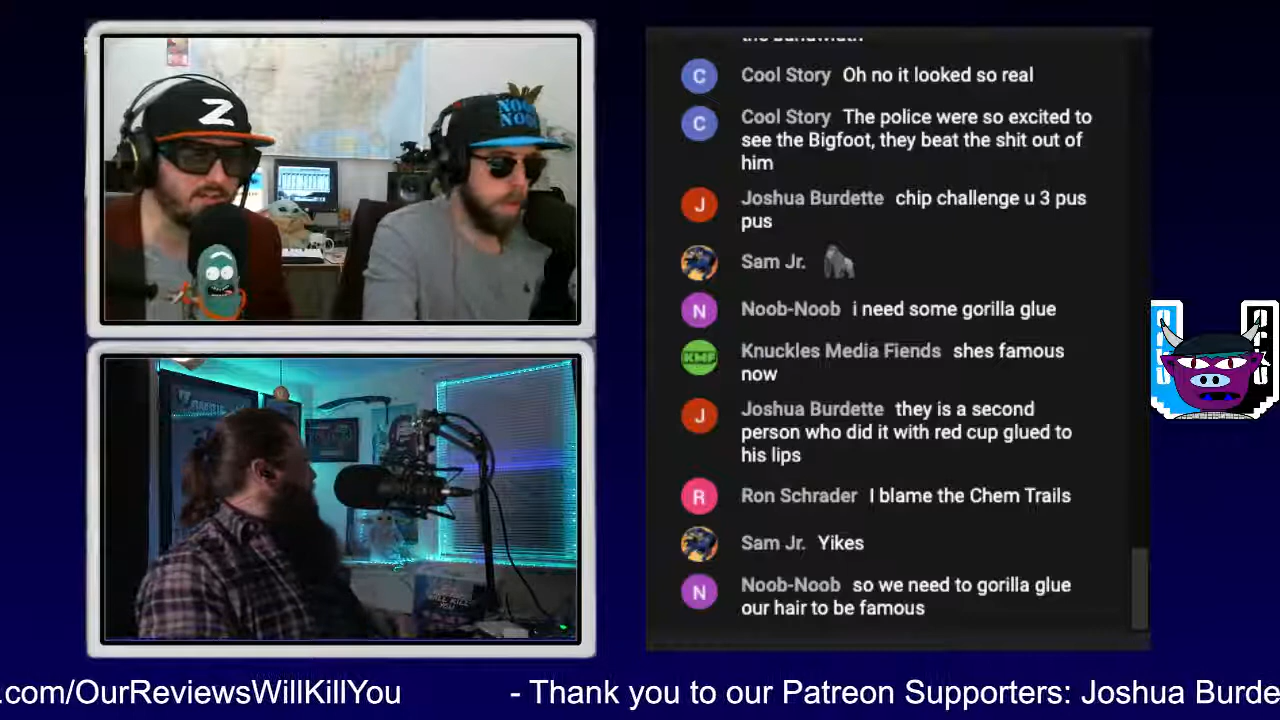 the bandwidth
Cool Story Oh no it looked so real
Cool Story The police were so excited to
see the Bigfoot, they beat the shit out of
him
Joshua Burdette chip challenge u 3 pus
pus
Sam Jr.
Noob-Noob i need some gorilla glue
Knuckles Media Fiends shes famous
now
Joshua Burdette they is a second
person who did it with red cup glued to
his lips
Ron Schrader I blame the Chem Trails
Sam Jr. Yikes
Noob-Noob so we need to gorilla glue
our hair to be famous
C
C
J
N
KMF
J
R
N
Z
NOOB
NOOB
.com/OurReviewsWillKillYou - Thank you to our Patreon Supporters: Joshua Burde